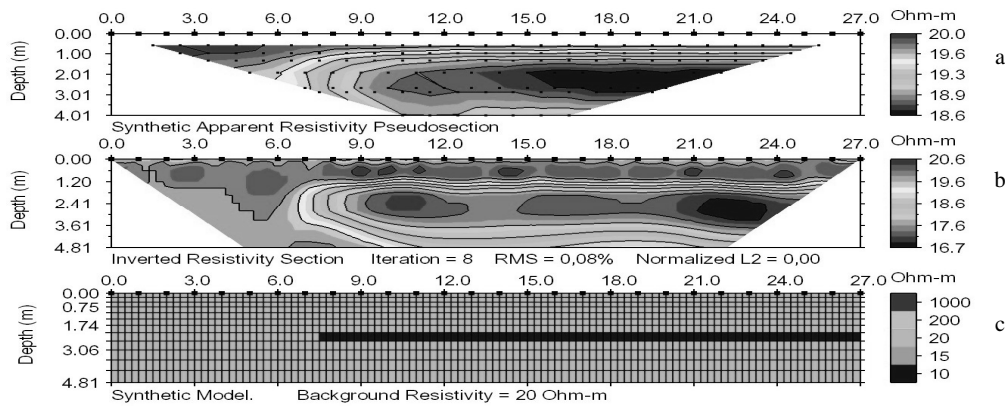 0.0 3.0 6.0 9.0 12.0 15.0 18.0 21.0 24.0 27.0 Ohm-m
Depth (m)
0.00
1.00
2.01
3.01
4.01
20.0
19.6
19.3
18.9
18.6
a
Synthetic Apparent Resistivity Pseudosection
0.0 3.0 6.0 9.0 12.0 15.0 18.0 21.0 24.0 27.0 Ohm-m
Depth (m)
0.00
1.20
2.41
3.61
4.81
20.6
19.6
18.6
17.6
16.7
b
Inverted Resistivity Section Iteration = 8 RMS = 0,08% Normalized L2 = 0,00
0.0 3.0 6.0 9.0 12.0 15.0 18.0 21.0 24.0 27.0 Ohm-m
Depth (m)
0.00
0.75
1.74
3.06
4.81
1000
200
20
15
10
c
Synthetic Model. Background Resistivity = 20 Ohm-m